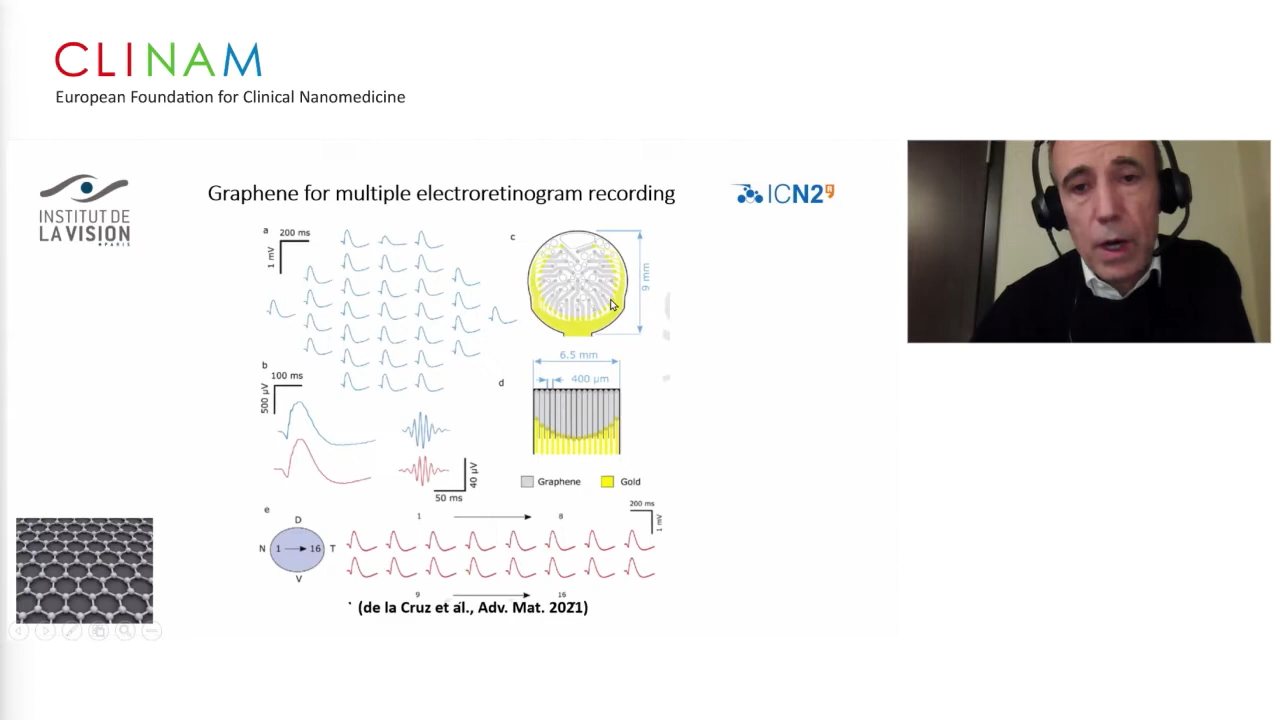 CLINAM
European Foundation for Clinical Nanomedicine
INSTITUT DE
LA VISION
PARIS
Graphene for multiple electroretinogram recording
ICN2
a
200 ms
1 mV
c
9 mm
b
100 ms
500 µV
d
6.5 mm
400 µm
40 µV
50 ms
Graphene
Gold
e
D
N 1 16 T
V
1 8
200 ms
1 mV
9 16
(de la Cruz et al., Adv. Mat. 2021)